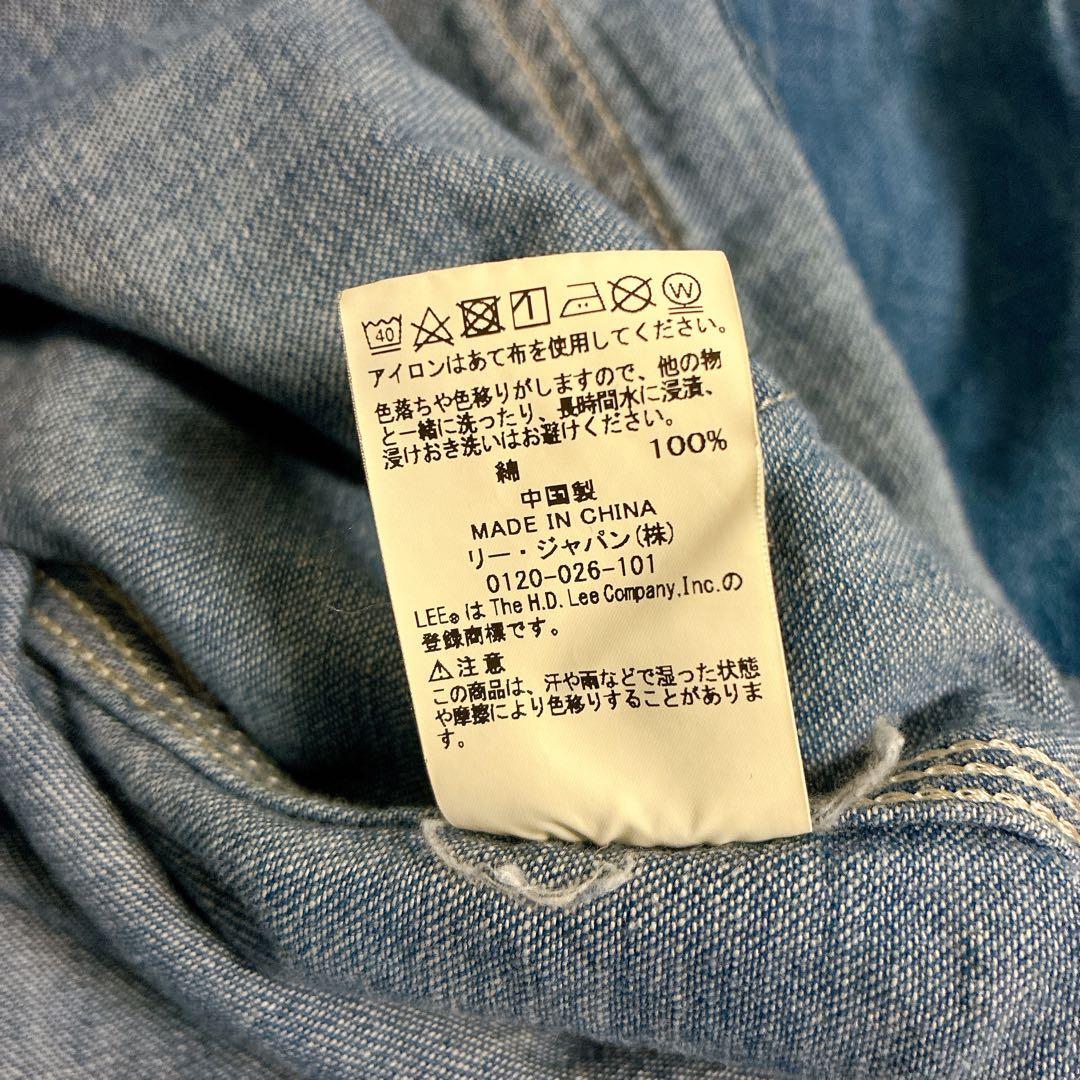 40 W
アイロンはあて布を使用してください。
色落ちや色移りがしますので、他の物
と一緒に洗ったり、長時間水に浸漬、
浸けおき洗いはお避けください。
綿 100%
中国製
MADE IN CHINA
リー・ジャパン(株)
0120-026-101
LEE®は The H.D. Lee Company,Inc.の
登録商標です。
⚠注意
この商品は、汗や雨などで湿った状態
や摩擦により色移りすることがありま
す。